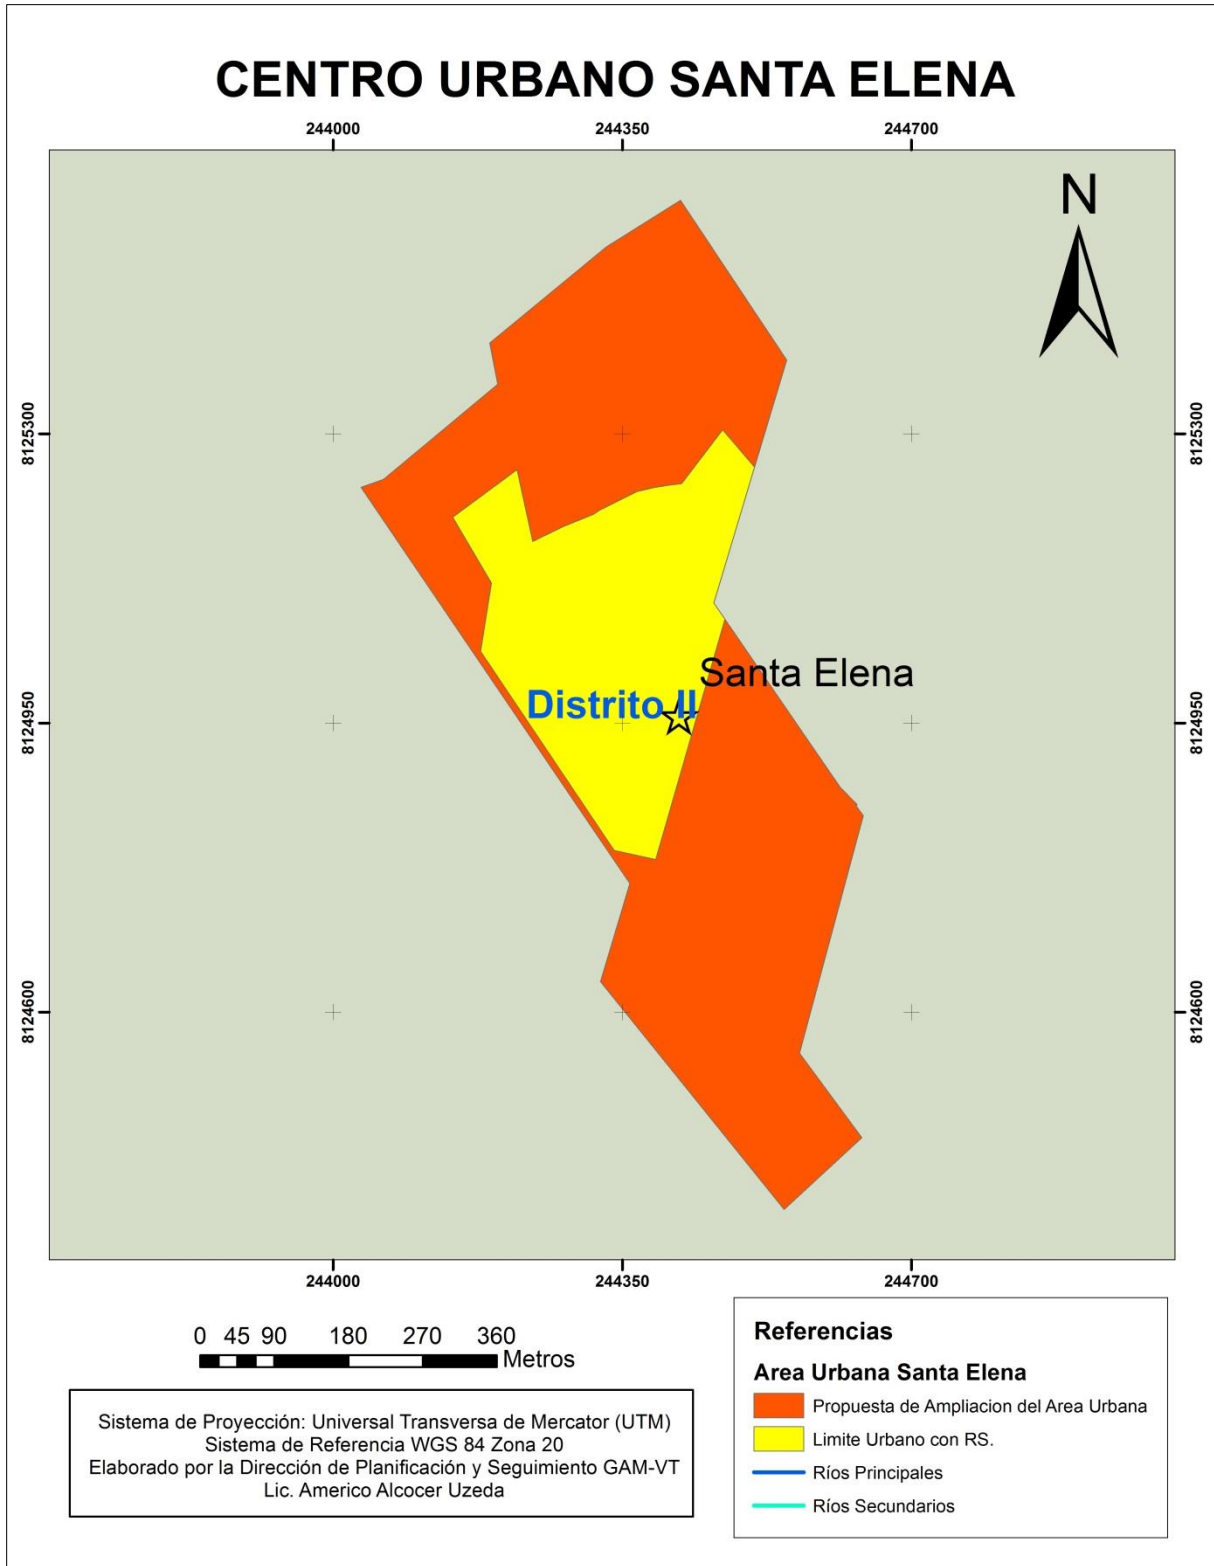 CENTRO URBANO SANTA ELENA
244000 244350 244700
N
8125300 8125300
Santa Elena
Distrito II
8124950 8124950
8124600 8124600
244000 244350 244700
0 45 90 180 270 360
Metros
Sistema de Proyección: Universal Transversa de Mercator (UTM)
Sistema de Referencia WGS 84 Zona 20
Elaborado por la Dirección de Planificación y Seguimiento GAM-VT
Lic. Americo Alcocer Uzeda
Referencias
Area Urbana Santa Elena
Propuesta de Ampliacion del Area Urbana
Limite Urbano con RS.
Ríos Principales
Ríos Secundarios